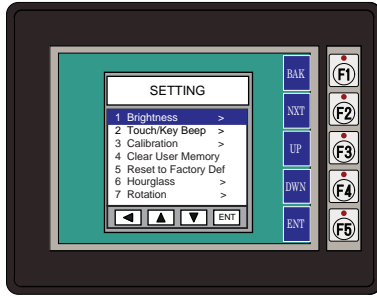 SETTING
1 Brightness >
2 Touch/Key Beep >
3 Calibration >
4 Clear User Memory
5 Reset to Factory Def
6 Hourglass >
7 Rotation >
ENT
BAK
NXT
UP
DWN
ENT
F1
F2
F3
F4
F5